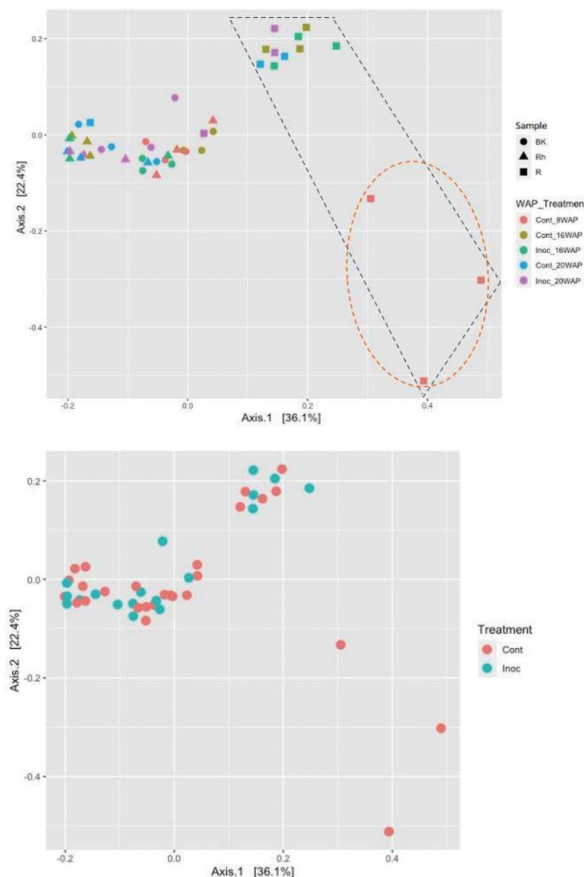 0.2
0.0
-0.2
-0.4
Axis.2 [22.4%]
-0.2
0.0
0.2
0.4
Axis.1 [36.1%]
Sample
BK
Rh
R
WAP_Treatment
Cont_8WAP
Cont_16WAP
Inoc_16WAP
Cont_20WAP
Inoc_20WAP
0.2
0.0
-0.2
-0.4
Axis.2 [22.4%]
-0.2
0.0
0.2
0.4
Axis.1 [36.1%]
Treatment
Cont
Inoc